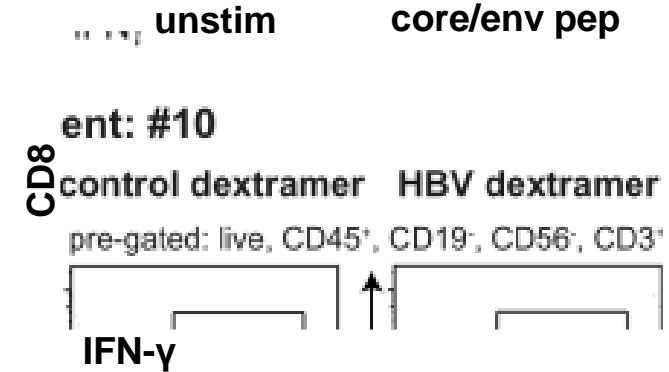 unstim core/env pep
ent: #10
CD8
control dextramer HBV dextramer
pre-gated: live, CD45⁺, CD19⁻, CD56⁻, CD3⁺
IFN-γ